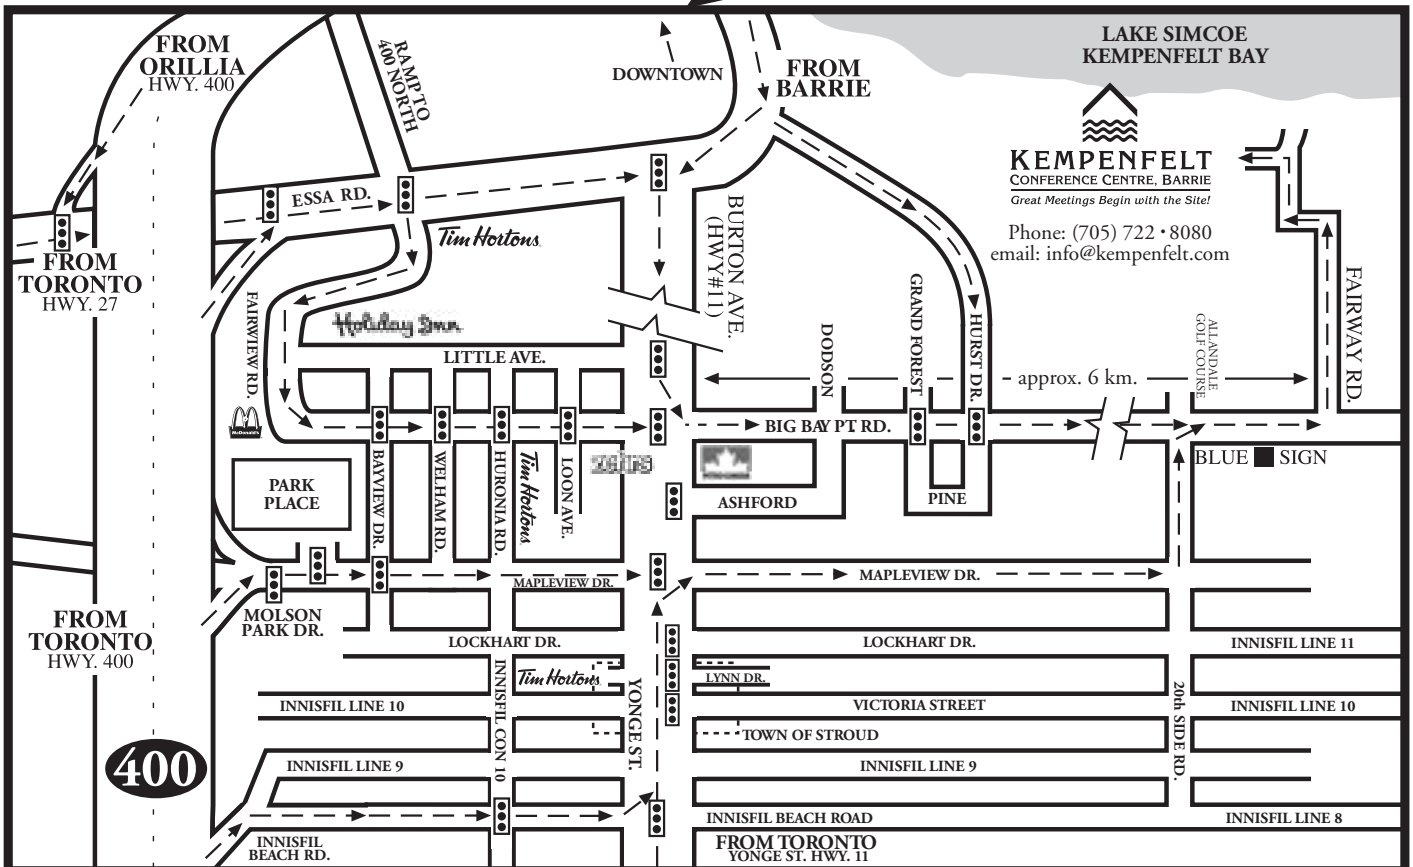 FROM
ORILLIA
HWY. 400
RAMP TO
400 NORTH
DOWNTOWN
FROM
BARRIE
LAKE SIMCOE
KEMPENFELT BAY
KEMPENFELT
CONFERENCE CENTRE, BARRIE
Great Meetings Begin with the Site!
Phone: (705) 722 • 8080
email: info@kempenfelt.com
ESSA RD.
Tim Hortons
BURTON AVE.
(HWY#11)
FROM
TORONTO
HWY. 27
FAIRVIEW RD.
Holiday Inn
LITTLE AVE.
DODSON
GRAND FOREST
HURST DR.
approx. 6 km.
ALLANDALE
GOLF COURSE
FAIRWAY RD.
McDonald's
BIG BAY PT RD.
BLUE SIGN
PARK
PLACE
BAYVIEW DR.
WELHAM RD.
HURONIA RD.
Tim Hortons
LOON AVE.
ASHFORD
PINE
MAPLEVIEW DR.
MAPLEVIEW DR.
MOLSON
PARK DR.
FROM
TORONTO
HWY. 400
LOCKHART DR.
LOCKHART DR.
INNISFIL LINE 11
INNISFIL CON 10
Tim Hortons
YONGE ST.
LYNN DR.
20th SIDE RD.
INNISFIL LINE 10
VICTORIA STREET
INNISFIL LINE 10
TOWN OF STROUD
400
INNISFIL LINE 9
INNISFIL LINE 9
INNISFIL BEACH ROAD
INNISFIL LINE 8
INNISFIL
BEACH RD.
FROM TORONTO
YONGE ST. HWY. 11